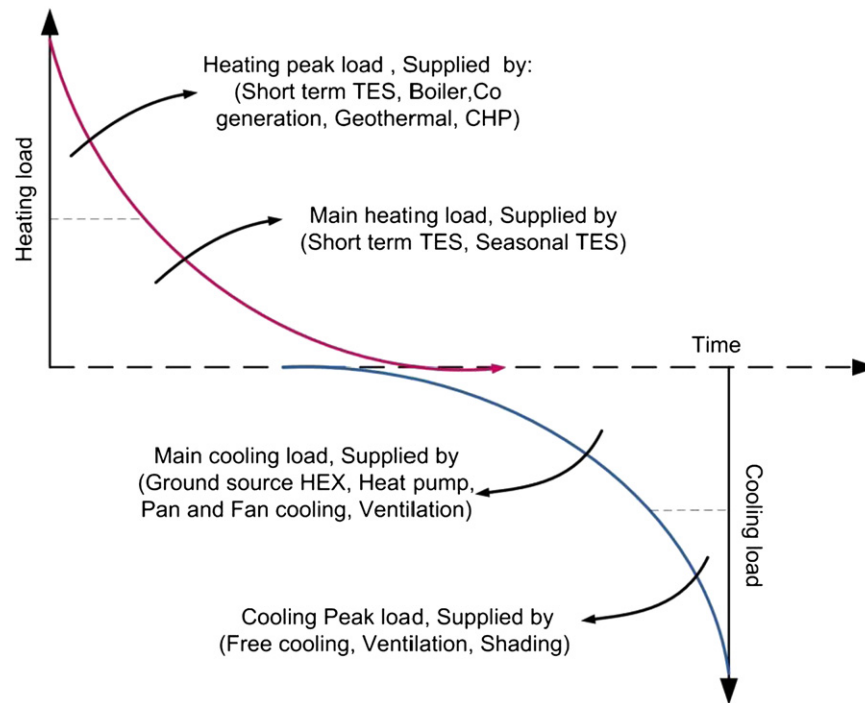 Heating peak load , Supplied by:
(Short term TES, Boiler,Co
generation, Geothermal, CHP)
Heating load
Main heating load, Supplied by
(Short term TES, Seasonal TES)
Time
Main cooling load, Supplied by
(Ground source HEX, Heat pump,
Pan and Fan cooling, Ventilation)
Cooling load
Cooling Peak load, Supplied by
(Free cooling, Ventilation, Shading)